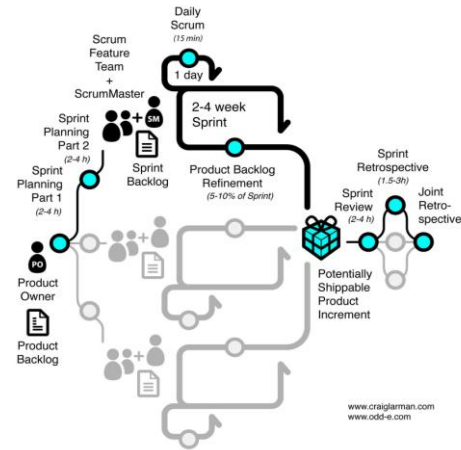 Daily
Scrum
(15 min)
1 day
Scrum
Feature
Team
+
ScrumMaster
+
SM
2-4 week
Sprint
Sprint
Planning
Part 2
(2-4 h)
Sprint
Backlog
Product Backlog
Refinement
(5-10% of Sprint)
Sprint
Planning
Part 1
(2-4 h)
Sprint
Retrospective
(1.5-3h)
Sprint
Review
(2-4 h)
Joint
Retro-
spective
PO
Product
Owner
Product
Backlog
+
Potentially
Shippable
Product
Increment
+
www.craiglarman.com
www.odd-e.com